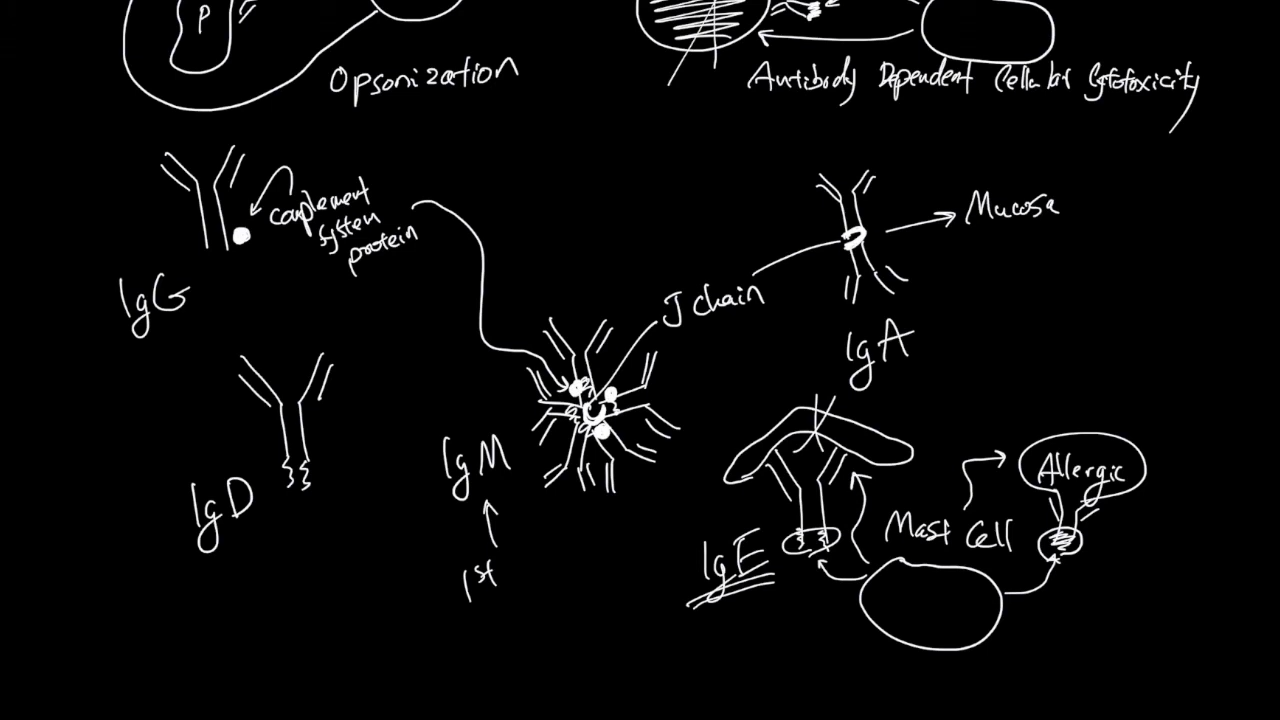 P
Opsonization
Antibody Dependent Cellular Cytotoxicity
complement
system
protein
IgG
Mucosa
J chain
IgA
IgD
IgM
1st
Allergic
Mast Cell
IgE